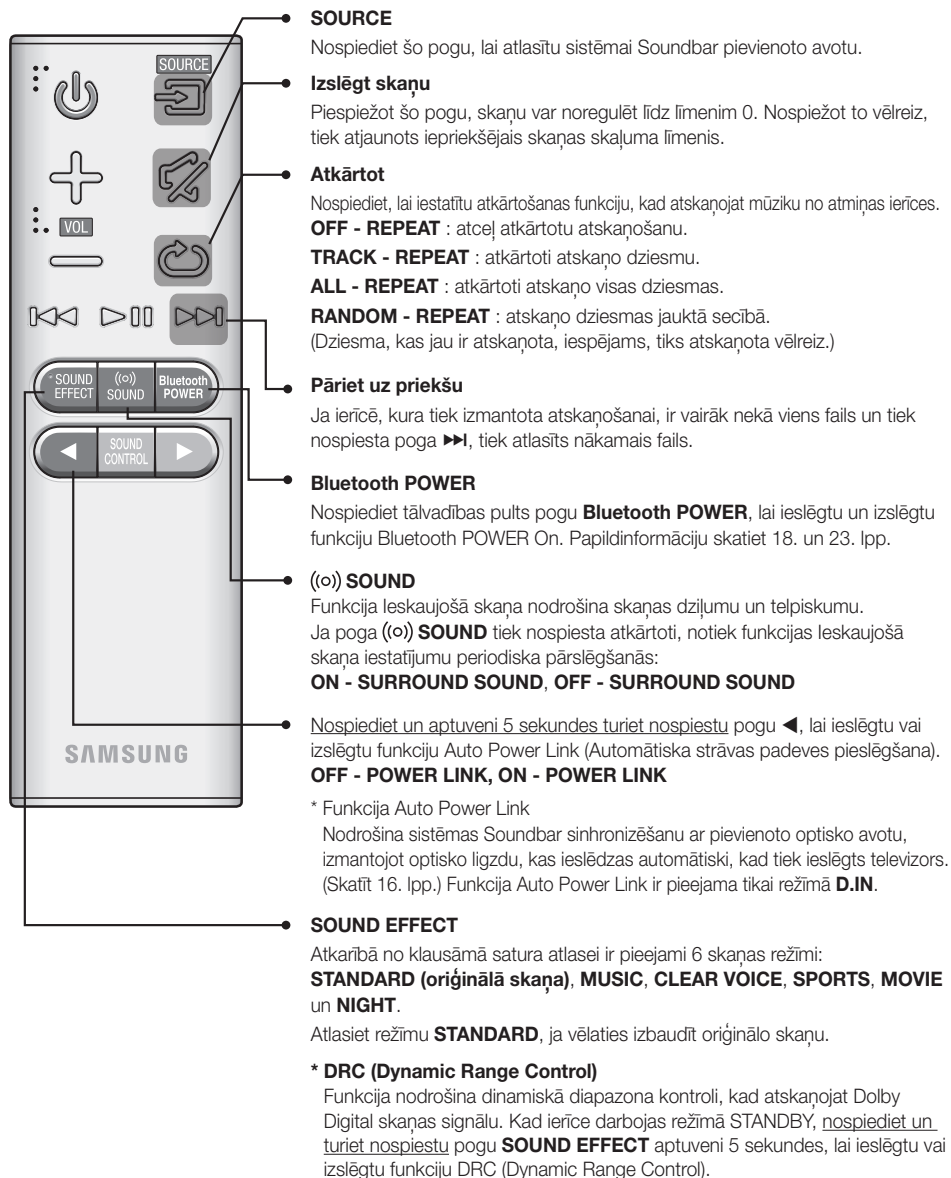 SOURCE
Nospiediet šo pogu, lai atlasītu sistēmai Soundbar pievienoto avotu.
Izslēgt skaņu
Piespiežot šo pogu, skaņu var noregulēt līdz līmenim 0. Nospiežot to vēlreiz,
tiek atjaunots iepriekšējais skaņas skaļuma līmenis.
Atkārtot
Nospiediet, lai iestatītu atkārtošanas funkciju, kad atskaņojat mūziku no atmiņas ierīces.
OFF - REPEAT : atceļ atkārtotu atskaņošanu.
TRACK - REPEAT : atkārtoti atskaņo dziesmu.
ALL - REPEAT : atkārtoti atskaņo visas dziesmas.
RANDOM - REPEAT : atskaņo dziesmas jauktā secībā.
(Dziesma, kas jau ir atskaņota, iespējams, tiks atskaņota vēlreiz.)
Pāriet uz priekšu
Ja ierīcē, kura tiek izmantota atskaņošanai, ir vairāk nekā viens fails un tiek
nospiesta poga ▶▶I, tiek atlasīts nākamais fails.
Bluetooth POWER
Nospiediet tālvadības pults pogu Bluetooth POWER, lai ieslēgtu un izslēgtu
funkciju Bluetooth POWER On. Papildinformāciju skatiet 18. un 23. lpp.
((o)) SOUND
Funkcija Ieskaujošā skaņa nodrošina skaņas dziļumu un telpiskumu.
Ja poga ((o)) SOUND tiek nospiesta atkārtoti, notiek funkcijas Ieskaujošā
skaņa iestatījumu periodiska pārslēgšanās:
ON - SURROUND SOUND, OFF - SURROUND SOUND
Nospiediet un aptuveni 5 sekundes turiet nospiestu pogu ◀, lai ieslēgtu vai
izslēgtu funkciju Auto Power Link (Automātiska strāvas padeves pieslēgšana).
OFF - POWER LINK, ON - POWER LINK
* Funkcija Auto Power Link
Nodrošina sistēmas Soundbar sinhronizēšanu ar pievienoto optisko avotu,
izmantojot optisko ligzdu, kas ieslēdzas automātiski, kad tiek ieslēgts televizors.
(Skatīt 16. lpp.) Funkcija Auto Power Link ir pieejama tikai režīmā D.IN.
SOUND EFFECT
Atkarībā no klausāmā satura atlasei ir pieejami 6 skaņas režīmi:
STANDARD (oriģinālā skaņa), MUSIC, CLEAR VOICE, SPORTS, MOVIE
un NIGHT.
Atlasiet režīmu STANDARD, ja vēlaties izbaudīt oriģinālo skaņu.
* DRC (Dynamic Range Control)
Funkcija nodrošina dinamiskā diapazona kontroli, kad atskaņojat Dolby
Digital skaņas signālu. Kad ierīce darbojas režīmā STANDBY, nospiediet un
turiet nospiestu pogu SOUND EFFECT aptuveni 5 sekundes, lai ieslēgtu vai
izslēgtu funkciju DRC (Dynamic Range Control).
SOURCE
VOL
* SOUND
EFFECT
((o))
SOUND
Bluetooth
POWER
SOUND
CONTROL
SAMSUNG